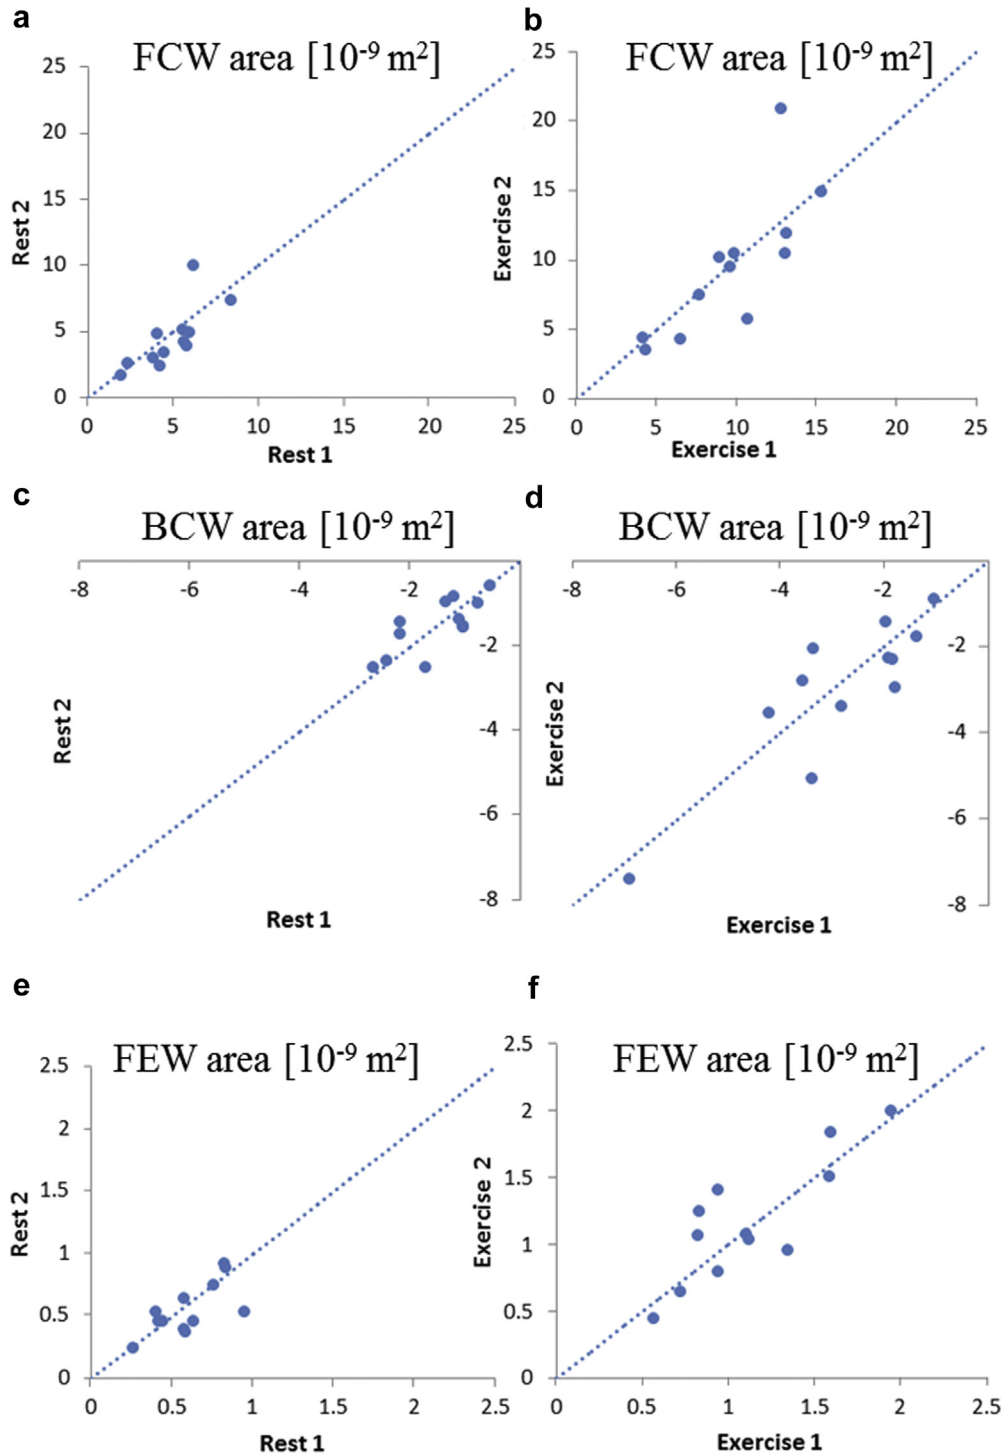 a
FCW area [10-9 m2]
25
20
15
10
5
0
Rest 2
0 5 10 15 20 25
Rest 1
b
FCW area [10-9 m2]
25
20
15
10
5
0
Exercise 2
0 5 10 15 20 25
Exercise 1
c
BCW area [10-9 m2]
-8 -6 -4 -2
-2
-4
-6
-8
Rest 2
Rest 1
d
BCW area [10-9 m2]
-8 -6 -4 -2
-2
-4
-6
-8
Exercise 2
Exercise 1
e
FEW area [10-9 m2]
2.5
2
1.5
1
0.5
0
Rest 2
0 0.5 1 1.5 2 2.5
Rest 1
f
FEW area [10-9 m2]
2.5
2
1.5
1
0.5
0
Exercise 2
0 0.5 1 1.5 2 2.5
Exercise 1